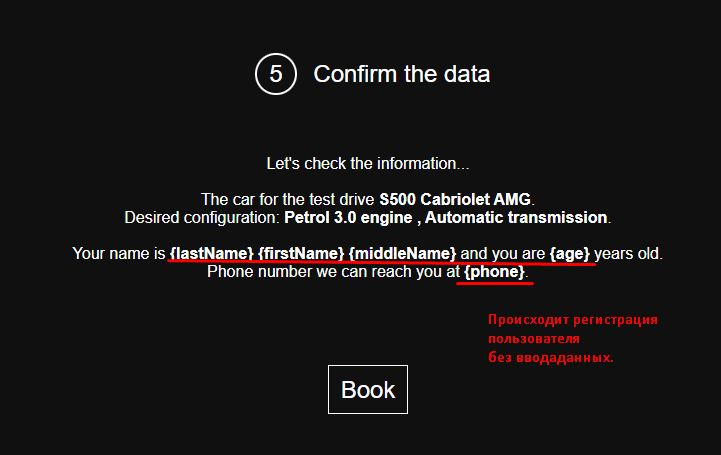 5 Confirm the data
Let's check the information...
The car for the test drive S500 Cabriolet AMG.
Desired configuration: Petrol 3.0 engine , Automatic transmission.
Your name is {lastName} {firstName} {middleName} and you are {age} years old.
Phone number we can reach you at {phone}.
Происходит регистрация
пользователя
без вводаданных.
Book